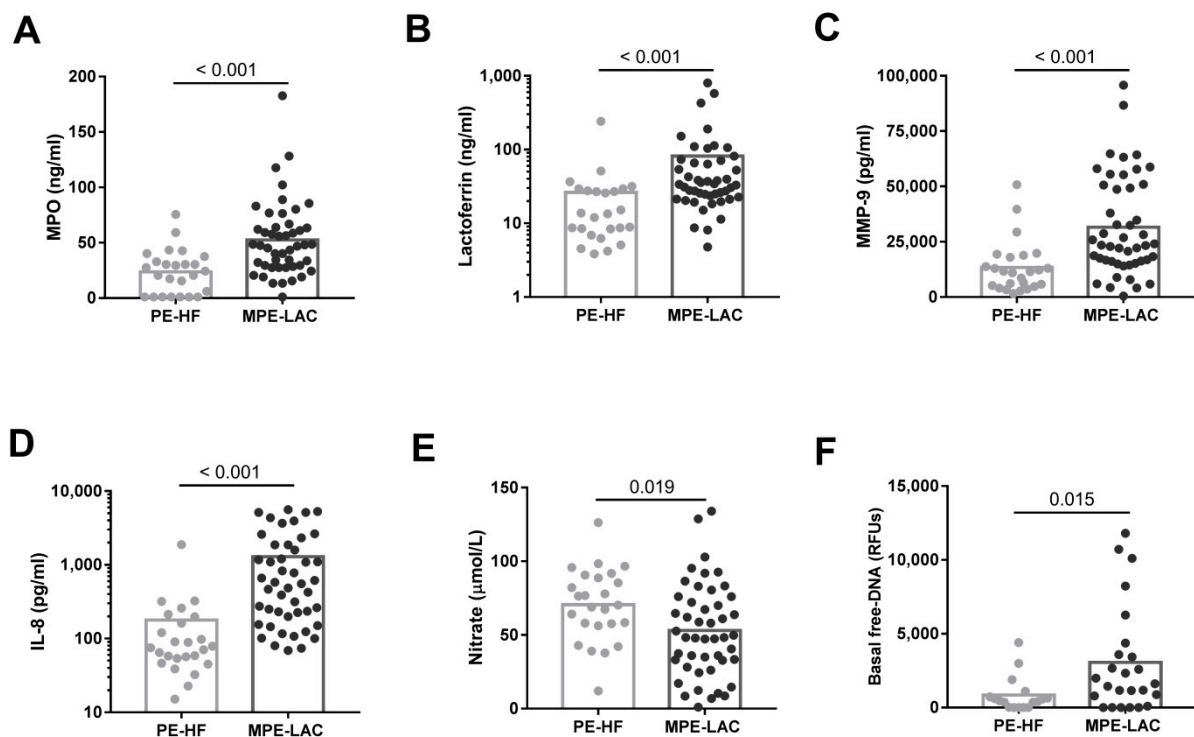 A
< 0.001
200
150
100
50
0
MPO (ng/ml)
PE-HF MPE-LAC
B
< 0.001
1,000
100
10
1
Lactoferrin (ng/ml)
PE-HF MPE-LAC
C
< 0.001
100,000
75,000
50,000
25,000
0
MMP-9 (pg/ml)
PE-HF MPE-LAC
D
< 0.001
10,000
1,000
100
10
IL-8 (pg/ml)
PE-HF MPE-LAC
E
0.019
150
100
50
0
Nitrate (μmol/L)
PE-HF MPE-LAC
F
0.015
15,000
10,000
5,000
0
Basal free-DNA (RFUs)
PE-HF MPE-LAC